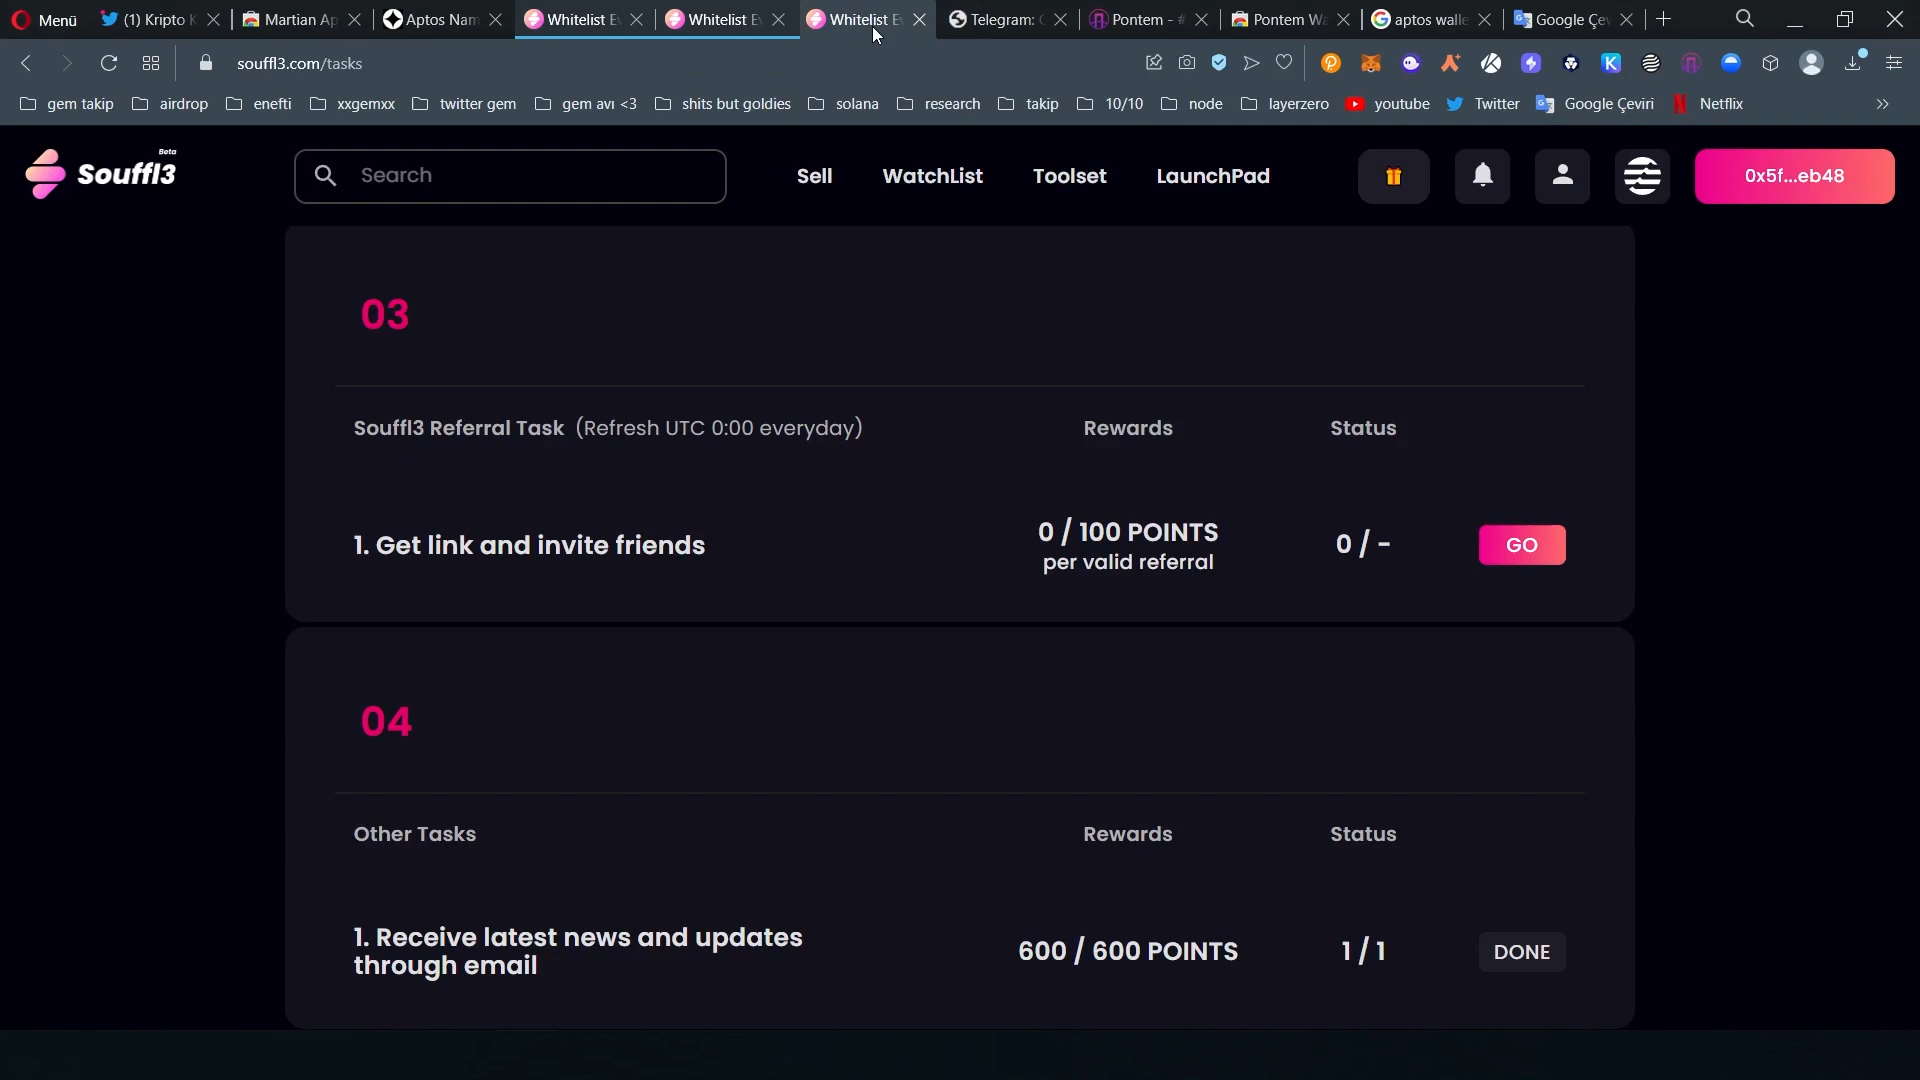 Menü
(1) Kripto K
Martian Ap
Aptos Nam
Whitelist E
Whitelist E
Whitelist E
Telegram: C
Pontem - #
Pontem Wa
aptos walle
Google Çev
souffl3.com/tasks
gem takip
airdrop
enefti
xxgemxx
twitter gem
gem avı <3
shits but goldies
solana
research
takip
10/10
node
layerzero
youtube
Twitter
Google Çeviri
Netflix
Souffl3
Beta
Search
Sell
WatchList
Toolset
LaunchPad
0x5f...eb48
03
Souffl3 Referral Task (Refresh UTC 0:00 everyday)
Rewards
Status
1. Get link and invite friends
0 / 100 POINTS
per valid referral
0 / -
GO
04
Other Tasks
Rewards
Status
1. Receive latest news and updates
through email
600 / 600 POINTS
1 / 1
DONE